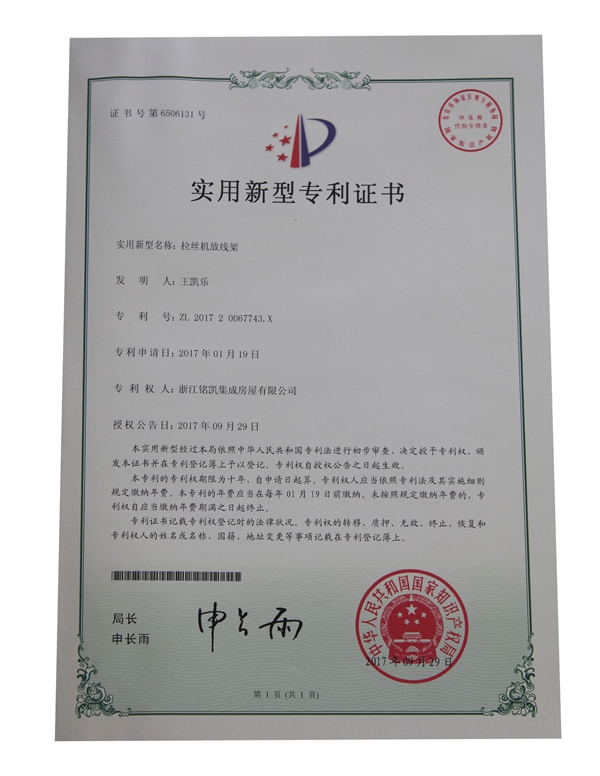 证书号第6506131号
印花税
代扣专用章
实用新型专利证书
实用新型名称：拉丝机放线架
发明人：王凯乐
专利号：ZL 2017 2 0067743.X
专利申请日：2017年01月19日
专利权人：浙江铭凯集成房屋有限公司
授权公告日：2017年09月29日
本实用新型经过本局依照中华人民共和国专利法进行初步审查，决定授予专利权，颁
发本证书并在专利登记簿上予以登记。专利权自授权公告之日起生效。
本专利的专利权期限为十年，自申请日起算。专利权人应当依照专利法及其实施细则
规定缴纳年费。本专利的年费应当在每年01月19日前缴纳。未按照规定缴纳年费的，专
利权自应当缴纳年费期满之日起终止。
专利证书记载专利权登记时的法律状况。专利权的转移、质押、无效、终止、恢复和
专利权人的姓名或名称、国籍、地址变更等事项记载在专利登记簿上。
局长
申长雨
申长雨
中华人民共和国国家知识产权局
2017年09月29日
第1页(共1页)